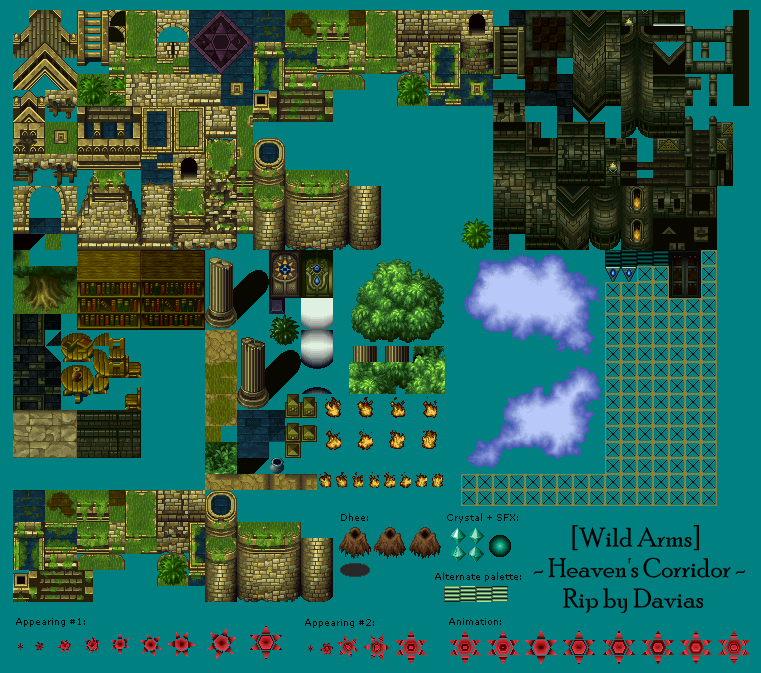 Dhee:
Crystal + SFX:
[Wild Arms]
~ Heaven's Corridor ~
Rip by Davias
Alternate palette:
Appearing #1:
Appearing #2:
Animation: